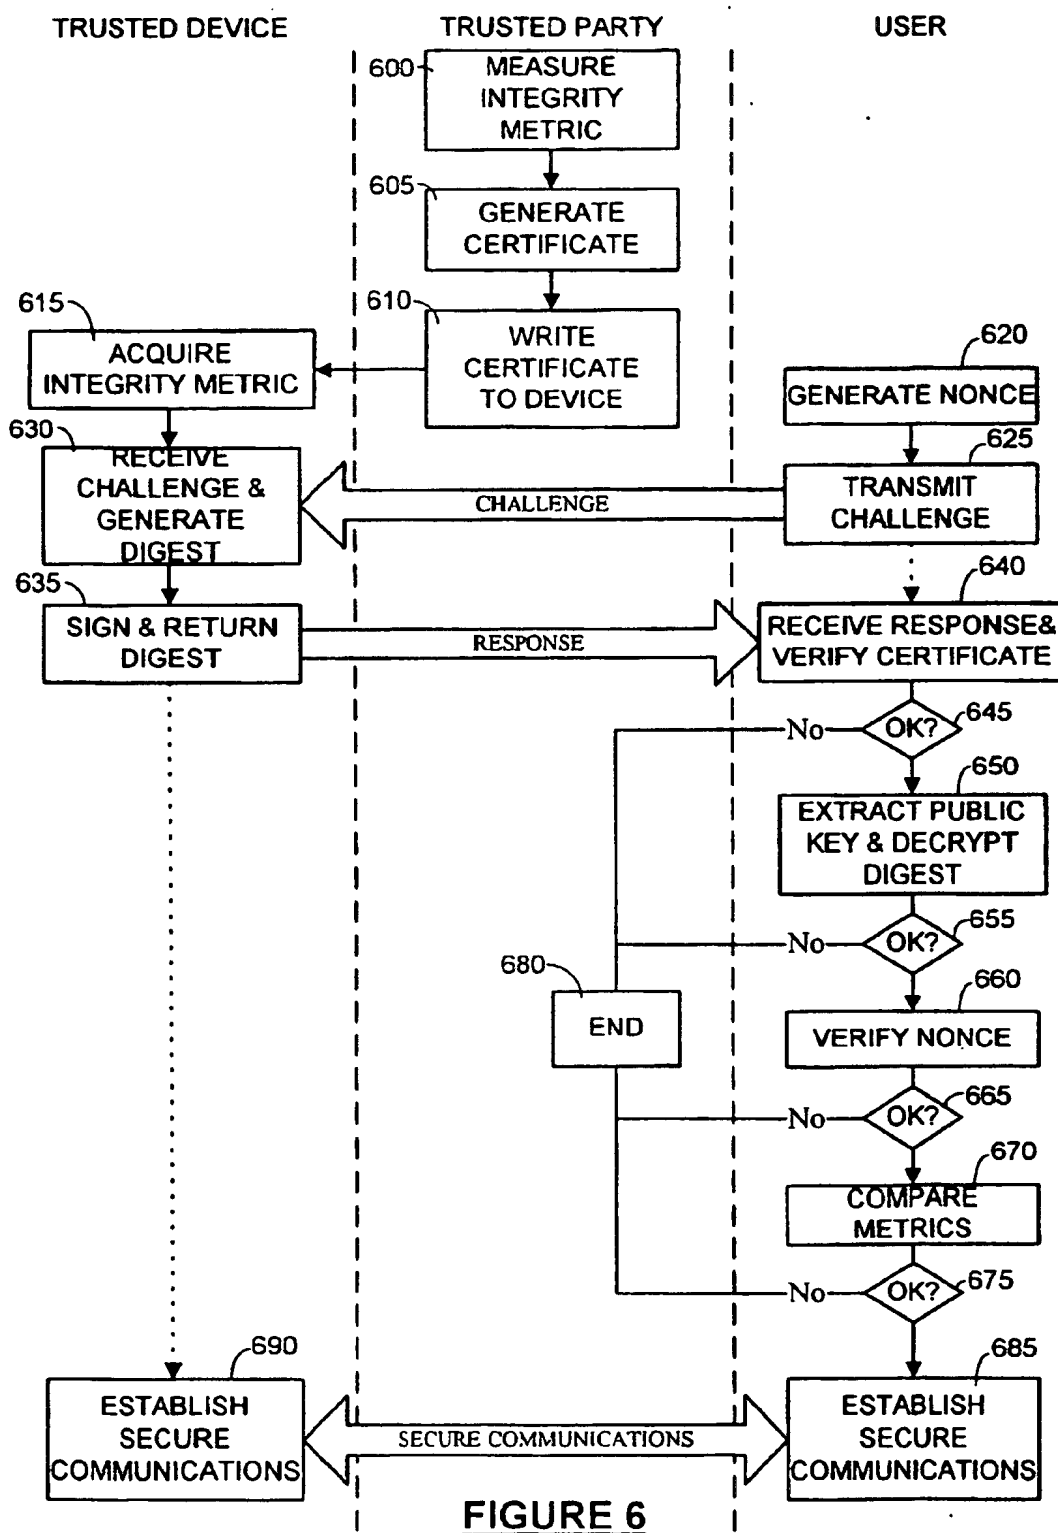 TRUSTED DEVICE
TRUSTED PARTY
USER
600
MEASURE
INTEGRITY
METRIC
605
GENERATE
CERTIFICATE
610
WRITE
CERTIFICATE
TO DEVICE
615
ACQUIRE
INTEGRITY METRIC
620
GENERATE NONCE
625
TRANSMIT
CHALLENGE
CHALLENGE
630
RECEIVE
CHALLENGE &
GENERATE
DIGEST
635
SIGN & RETURN
DIGEST
RESPONSE
640
RECEIVE RESPONSE&
VERIFY CERTIFICATE
645
OK?
No
650
EXTRACT PUBLIC
KEY & DECRYPT
DIGEST
655
OK?
No
680
END
660
VERIFY NONCE
665
OK?
No
670
COMPARE
METRICS
675
OK?
No
690
ESTABLISH
SECURE
COMMUNICATIONS
SECURE COMMUNICATIONS
685
ESTABLISH
SECURE
COMMUNICATIONS
FIGURE 6